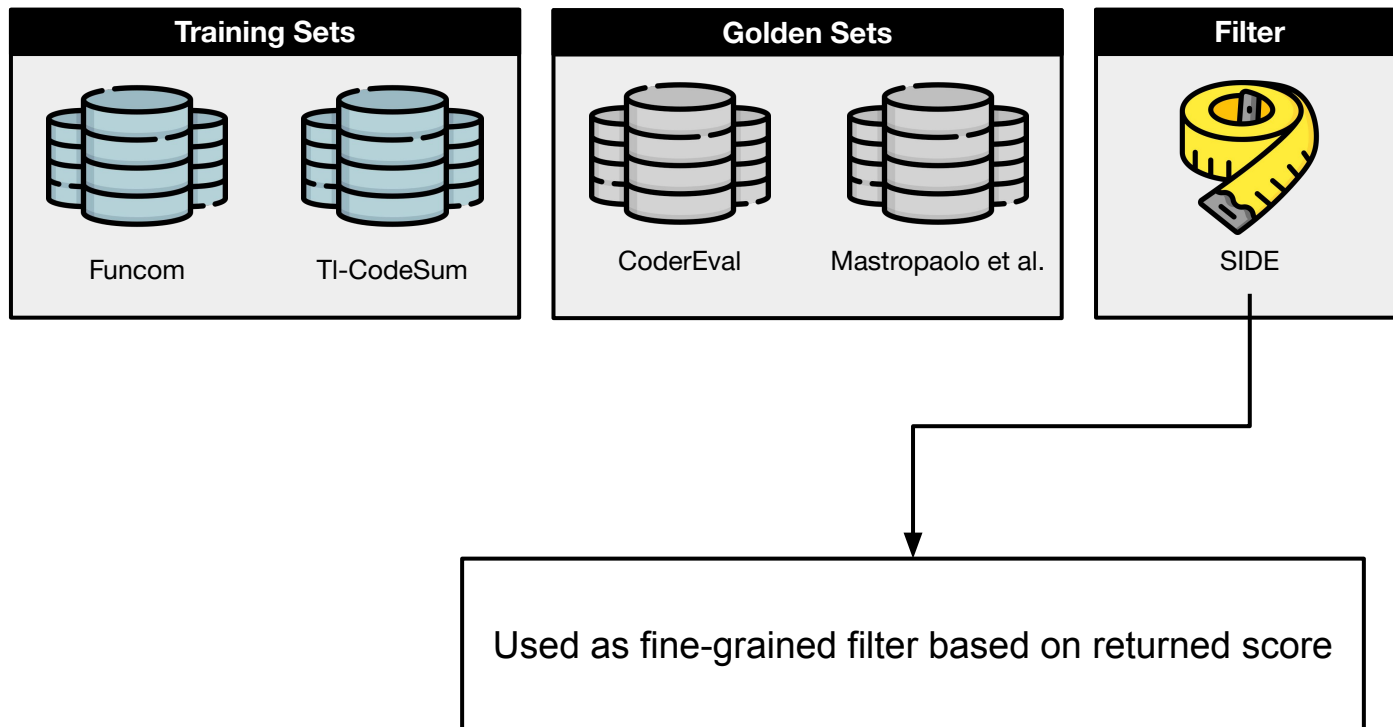 Training Sets
Funcom
Tl-CodeSum
Golden Sets
CoderEval
Mastropaolo et al.
Filter
SIDE
Used as fine-grained filter based on returned score